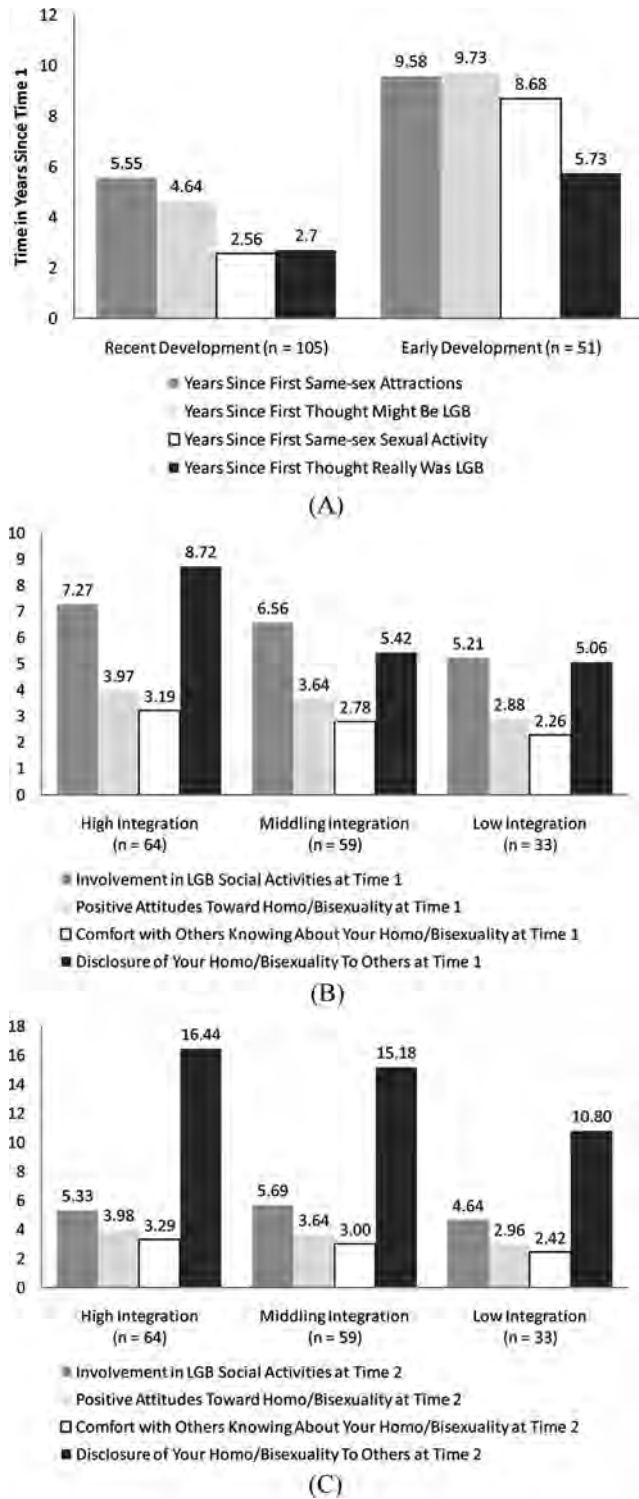 12
10
8
6
4
2
0
Time in Years Since Time 1
5.55
4.64
2.56
2.7
9.58
9.73
8.68
5.73
Recent Development (n = 105)
Early Development (n = 51)
Years Since First Same-sex Attractions
Years Since First Thought Might Be LGB
Years Since First Same-sex Sexual Activity
Years Since First Thought Really Was LGB
(A)
10
9
8
7
6
5
4
3
2
1
0
7.27
3.97
3.19
8.72
6.56
3.64
2.78
5.42
5.21
2.88
2.26
5.06
High Integration
(n = 64)
Middling Integration
(n = 59)
Low Integration
(n = 33)
Involvement in LGB Social Activities at Time 1
Positive Attitudes Toward Homo/Bisexuality at Time 1
Comfort with Others Knowing About Your Homo/Bisexuality at Time 1
Disclosure of Your Homo/Bisexuality To Others at Time 1
(B)
18
16
14
12
10
8
6
4
2
0
5.33
3.98
3.29
16.44
5.69
3.64
3.00
15.18
4.64
2.96
2.42
10.80
High Integration
(n = 64)
Middling Integration
(n = 59)
Low Integration
(n = 33)
Involvement in LGB Social Activities at Time 2
Positive Attitudes Toward Homo/Bisexuality at Time 2
Comfort with Others Knowing About Your Homo/Bisexuality at Time 2
Disclosure of Your Homo/Bisexuality To Others at Time 2
(C)